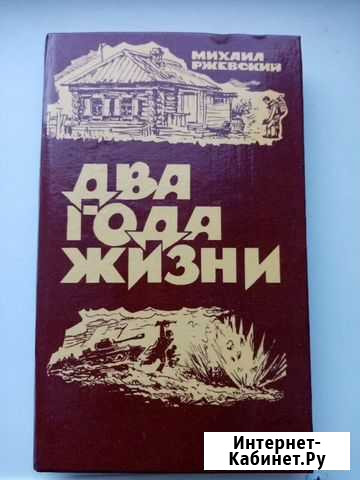 МИХАИЛ
РЖЕВСКИЙ
ДВА
ГОДА
ЖИЗНИ
Интернет-
Кабинет.Ру